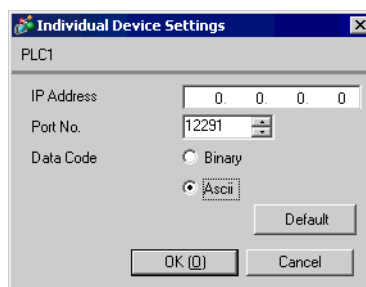 Individual Device Settings
PLC1
IP Address 0. 0. 0. 0
Port No. 12291
Data Code Binary
Ascii
Default
OK (O) Cancel